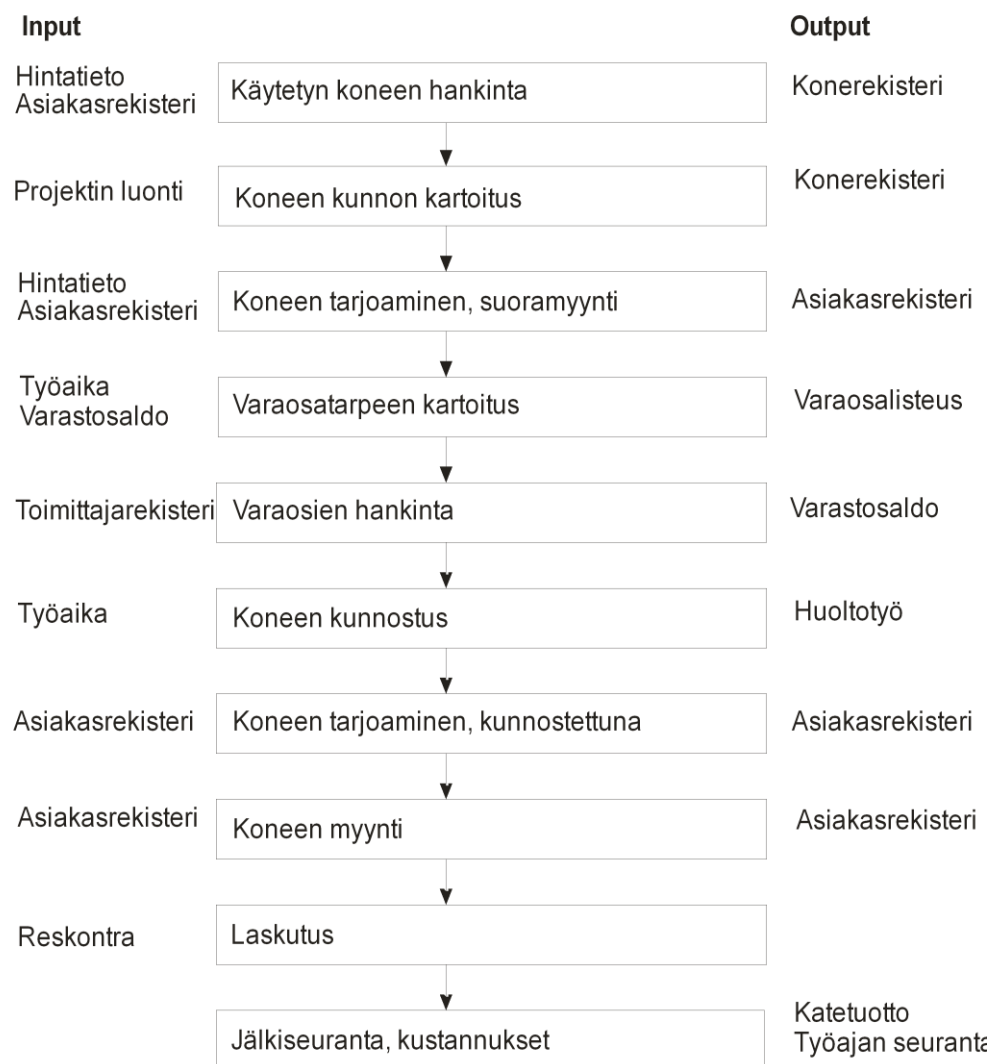 Input
Output
Hintatieto
Asiakasrekisteri
Käytetyn koneen hankinta
Konerekisteri
Projektin luonti
Koneen kunnon kartoitus
Konerekisteri
Hintatieto
Asiakasrekisteri
Koneen tarjoaminen, suoramyynti
Asiakasrekisteri
Työaika
Varastosaldo
Varaosatarpeen kartoitus
Varaosalisteus
Toimittajarekisteri
Varaosien hankinta
Varastosaldo
Työaika
Koneen kunnostus
Huoltotyö
Asiakasrekisteri
Koneen tarjoaminen, kunnostettuna
Asiakasrekisteri
Asiakasrekisteri
Koneen myynti
Asiakasrekisteri
Reskontra
Laskutus
Jälkiseuranta, kustannukset
Katetuotto
Työajan seuranta